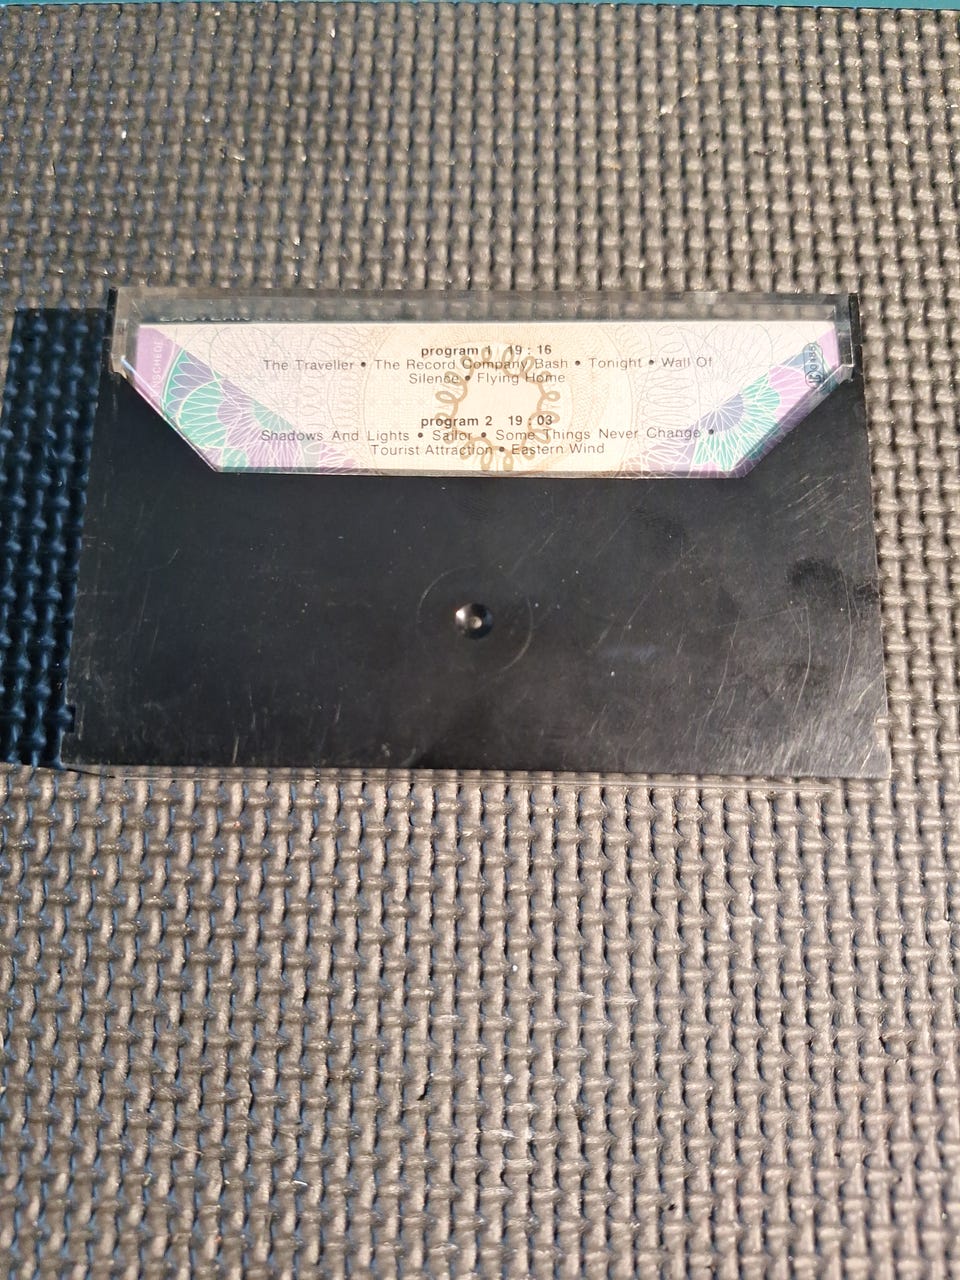 program 1 19 : 16
The Traveller • The Record Company Bash • Tonight • Wall Of
Silence • Flying Home
program 2 19 : 03
Shadows And Lights • Sailor • Some Things Never Change •
Tourist Attraction • Eastern Wind